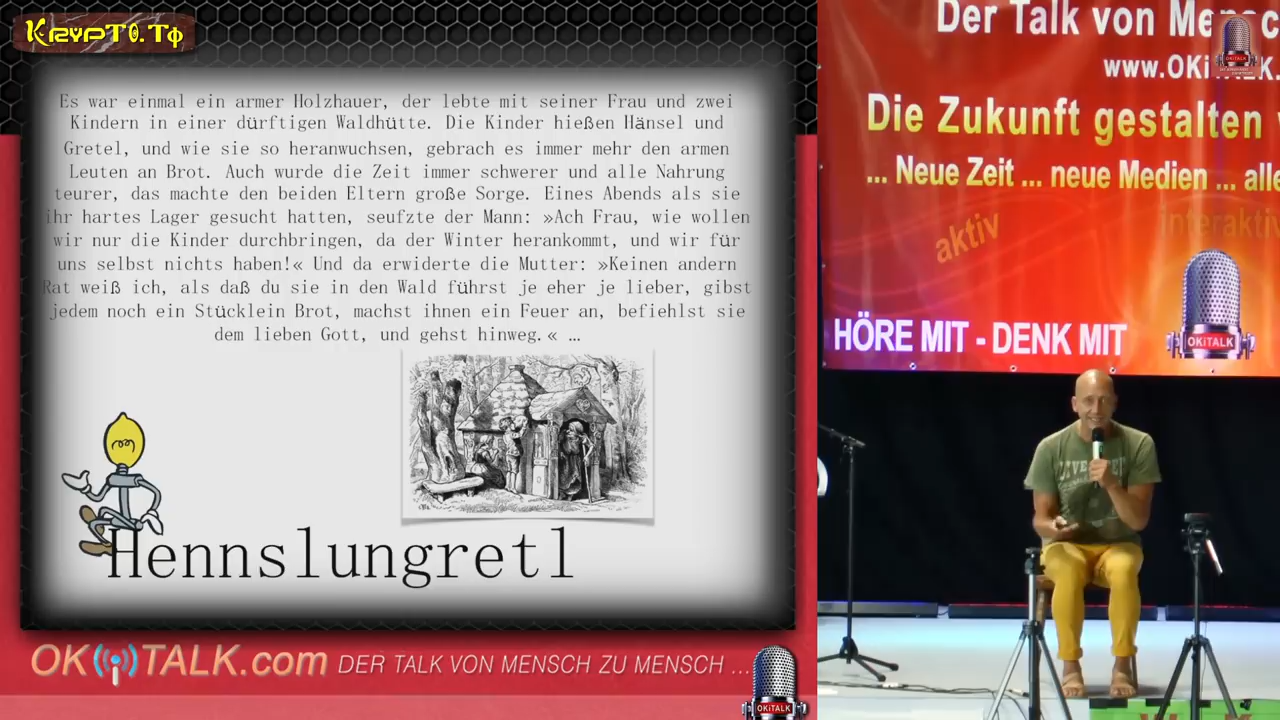 KRYPT0.Tφ
Es war einmal ein armer Holzhauer, der lebte mit seiner Frau und zwei
Kindern in einer dürftigen Waldhütte. Die Kinder hießen Hänsel und
Gretel, und wie sie so heranwuchsen, gebrach es immer mehr den armen
Leuten an Brot. Auch wurde die Zeit immer schwerer und alle Nahrung
teurer, das machte den beiden Eltern große Sorge. Eines Abends als sie
ihr hartes Lager gesucht hatten, seufzte der Mann: »Ach Frau, wie wollen
wir nur die Kinder durchbringen, da der Winter herankommt, und wir für
uns selbst nichts haben!« Und da erwiderte die Mutter: »Keinen andern
Rat weiß ich, als daß du sie in den Wald führst je eher je lieber, gibst
jedem noch ein Stücklein Brot, machst ihnen ein Feuer an, befiehlst sie
dem lieben Gott, und gehst hinweg.« …
Hennslungretl
OK TALK.com DER TALK VON MENSCH ZU MENSCH ...
OKiTALK
Der Talk von Mensc
www.OKiTALK.
Die Zukunft gestalten
... Neue Zeit ... neue Medien ... alle
aktiv
interaktiv
HÖRE MIT - DENK MIT
OKiTALK